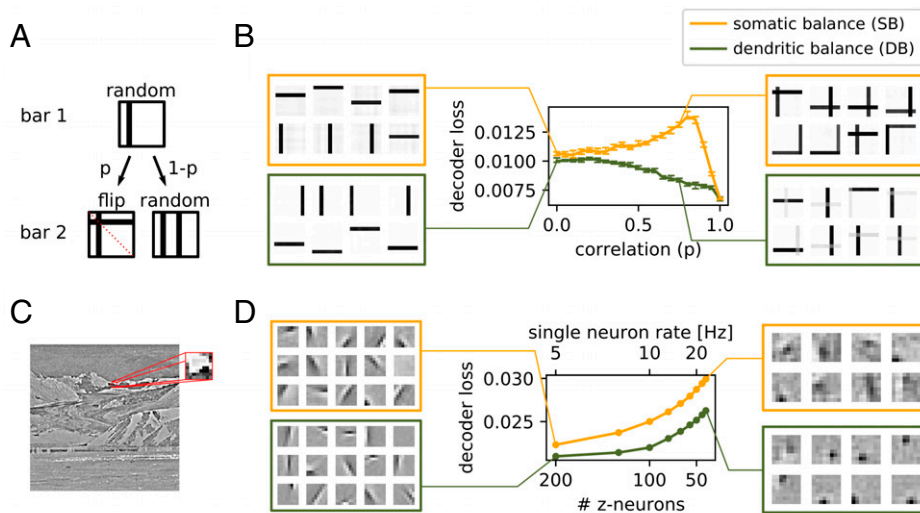 A
random
bar 1
p
1-p
flip
random
bar 2
B
somatic balance (SB)
dendritic balance (DB)
decoder loss
0.0125
0.0100
0.0075
0.0
0.5
1.0
correlation (p)
C
D
single neuron rate [Hz]
5
10
20
decoder loss
0.030
0.025
200
100
50
# z-neurons